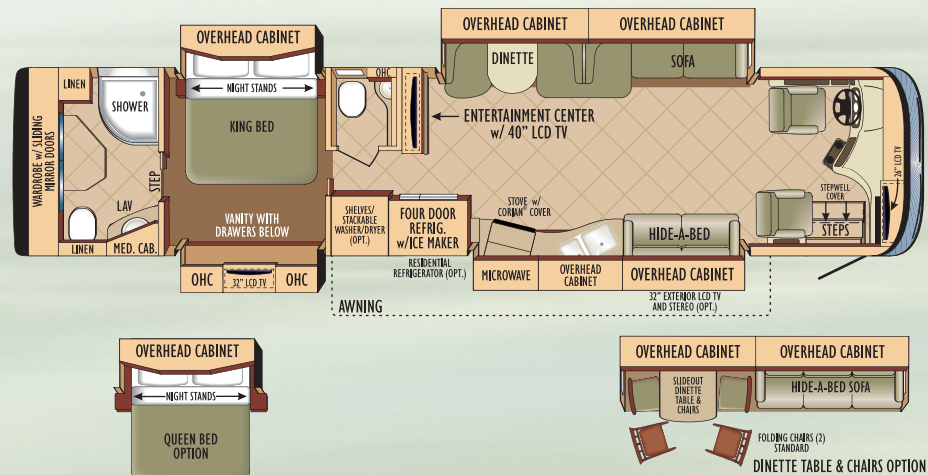 OVERHEAD CABINET
OVERHEAD CABINET
OVERHEAD CABINET
DINETTE
SOFA
OHC
LINEN
SHOWER
NIGHT STANDS
KING BED
ENTERTAINMENT CENTER
w/ 40" LCD TV
WARDROBE w/ SLIDING
MIRROR DOORS
STEP
LAV
LINEN
MED. CAB.
VANITY WITH
DRAWERS BELOW
OHC
32" LCD TV
OHC
SHELVES/
STACKABLE
WASHER/DRYER
(OPT.)
FOUR DOOR
REFRIG.
w/ICE MAKER
RESIDENTIAL
REFRIGERATOR (OPT.)
STOVE w/
CORIAN® COVER
MICROWAVE
OVERHEAD
CABINET
HIDE-A-BED
OVERHEAD CABINET
32" EXTERIOR LCD TV
AND STEREO (OPT.)
STEPWELL
COVER
STEPS
26" LCD TV
AWNING
OVERHEAD CABINET
NIGHT STANDS
QUEEN BED
OPTION
OVERHEAD CABINET
OVERHEAD CABINET
SLIDEOUT
DINETTE
TABLE &
CHAIRS
HIDE-A-BED SOFA
FOLDING CHAIRS (2)
STANDARD
DINETTE TABLE & CHAIRS OPTION